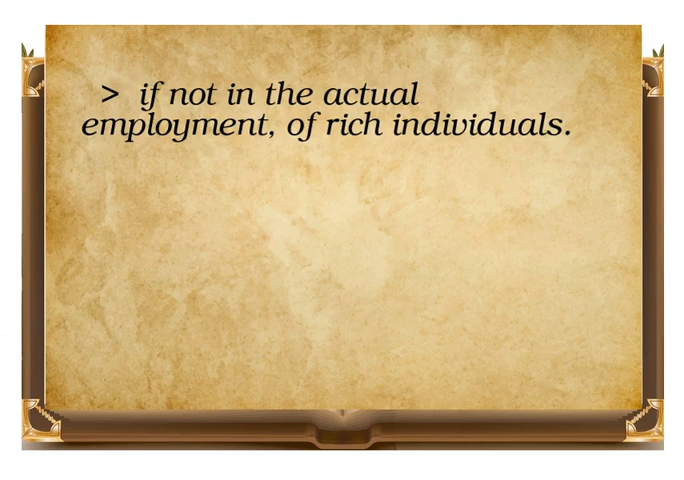 > if not in the actual
employment, of rich individuals.